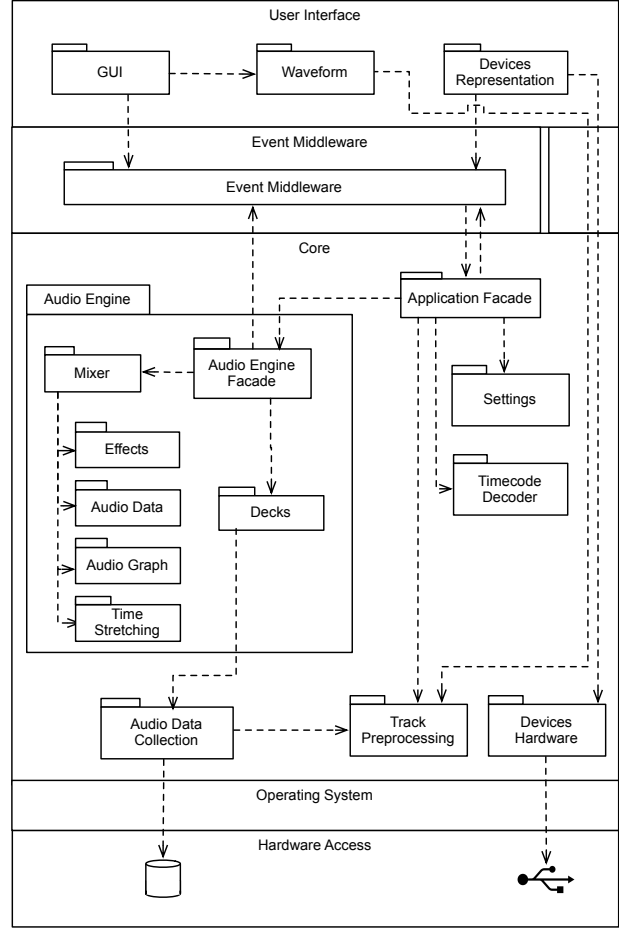 User Interface
GUI
Waveform
Devices
Representation
Event Middleware
Event Middleware
Core
Audio Engine
Application Facade
Mixer
Audio Engine
Facade
Settings
Effects
Timecode
Decoder
Audio Data
Decks
Audio Graph
Time
Stretching
Audio Data
Collection
Track
Preprocessing
Devices
Hardware
Operating System
Hardware Access